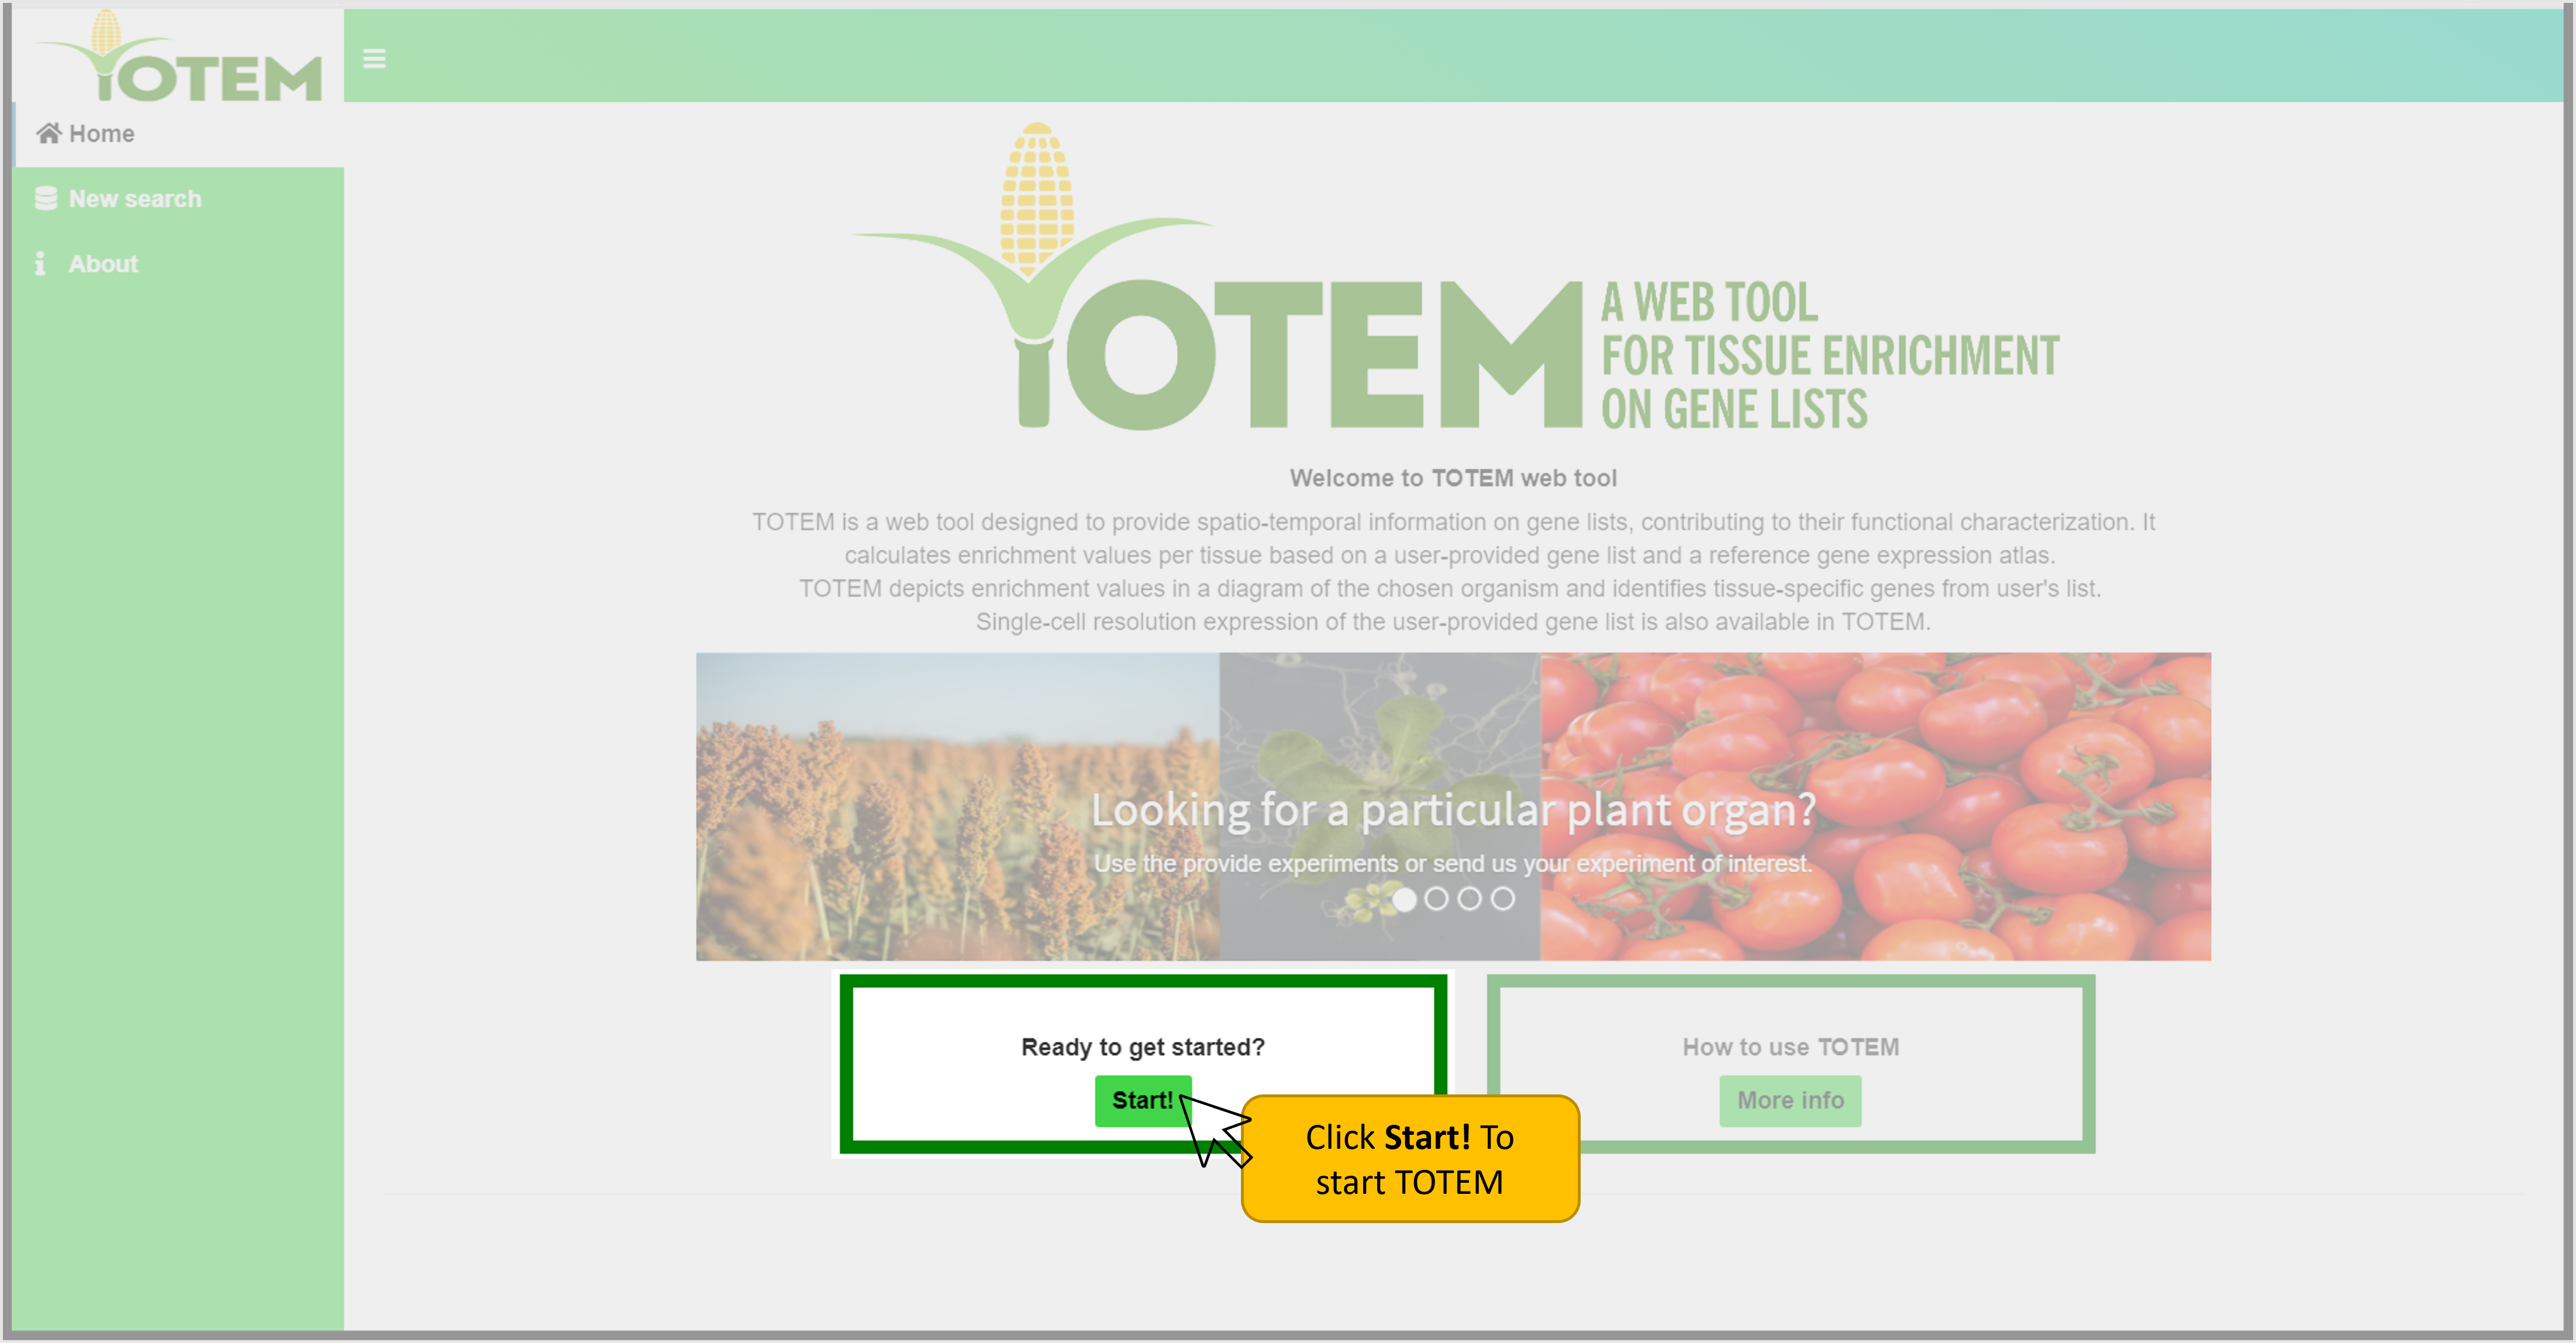 TOTEM
Home
New search
About
TOTEM
A WEB TOOL
FOR TISSUE ENRICHMENT
ON GENE LISTS
Welcome to TOTEM web tool
TOTEM is a web tool designed to provide spatio-temporal information on gene lists, contributing to their functional characterization. It
calculates enrichment values per tissue based on a user-provided gene list and a reference gene expression atlas.
TOTEM depicts enrichment values in a diagram of the chosen organism and identifies tissue-specific genes from user's list.
Single-cell resolution expression of the user-provided gene list is also available in TOTEM.
Looking for a particular plant organ?
Use the provide experiments or send us your experiment of interest.
Ready to get started?
Start!
How to use TOTEM
More info
Click Start! To
start TOTEM